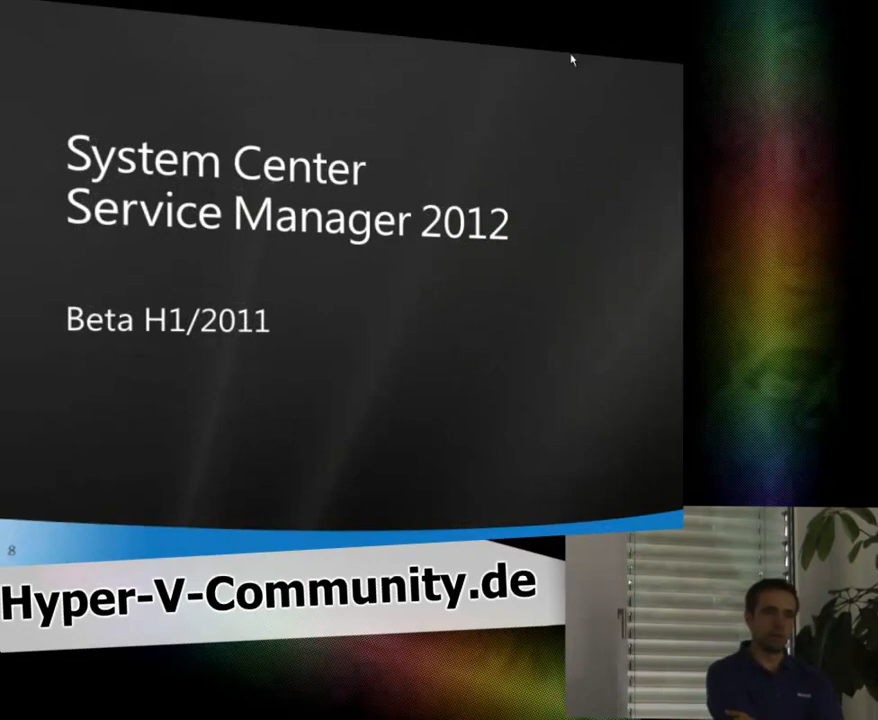 System Center
Service Manager 2012
Beta H1/2011
8
Hyper-V-Community.de